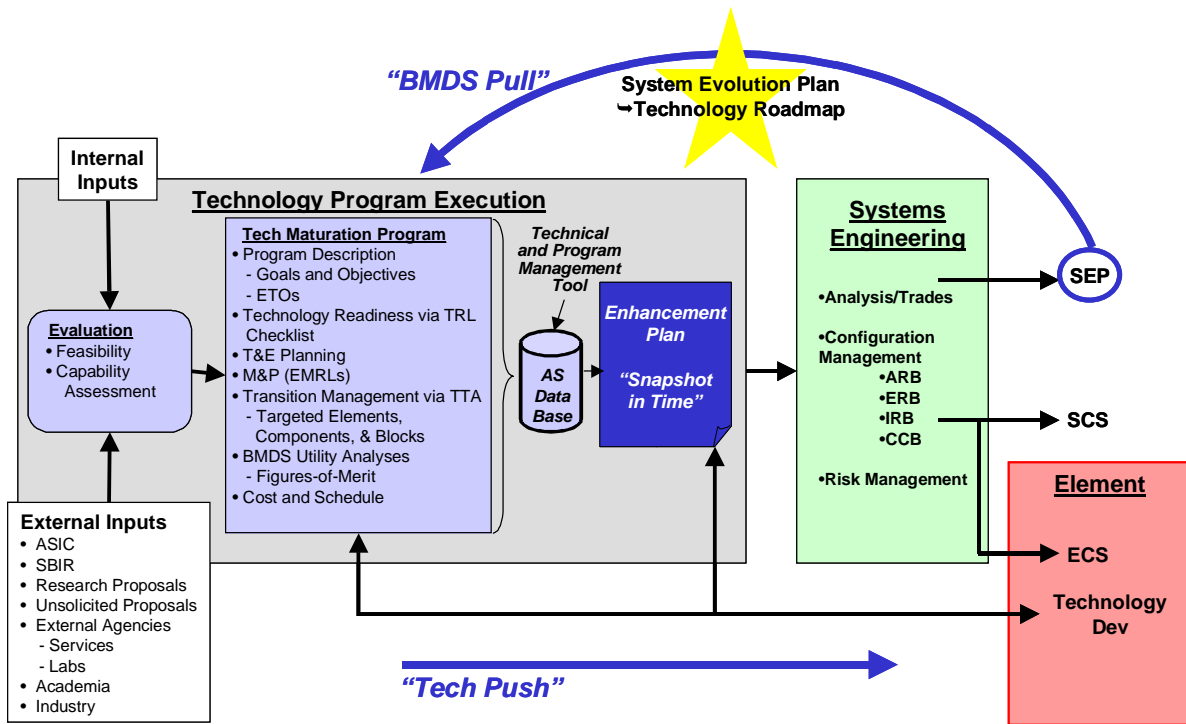 “BMDS Pull”
System Evolution Plan
➥Technology Roadmap
Internal
Inputs
Technology Program Execution
Evaluation
• Feasibility
• Capability
Assessment
Tech Maturation Program
• Program Description
- Goals and Objectives
- ETOs
• Technology Readiness via TRL
Checklist
• T&E Planning
• M&P (EMRLs)
• Transition Management via TTA
- Targeted Elements,
Components, & Blocks
• BMDS Utility Analyses
- Figures-of-Merit
• Cost and Schedule
Technical
and Program
Management
Tool
AS
Data
Base
Enhancement
Plan
“Snapshot
in Time”
Systems
Engineering
•Analysis/Trades
•Configuration
Management
•ARB
•ERB
•IRB
•CCB
•Risk Management
SEP
SCS
Element
ECS
Technology
Dev
External Inputs
• ASIC
• SBIR
• Research Proposals
• Unsolicited Proposals
• External Agencies
- Services
- Labs
• Academia
• Industry
“Tech Push”